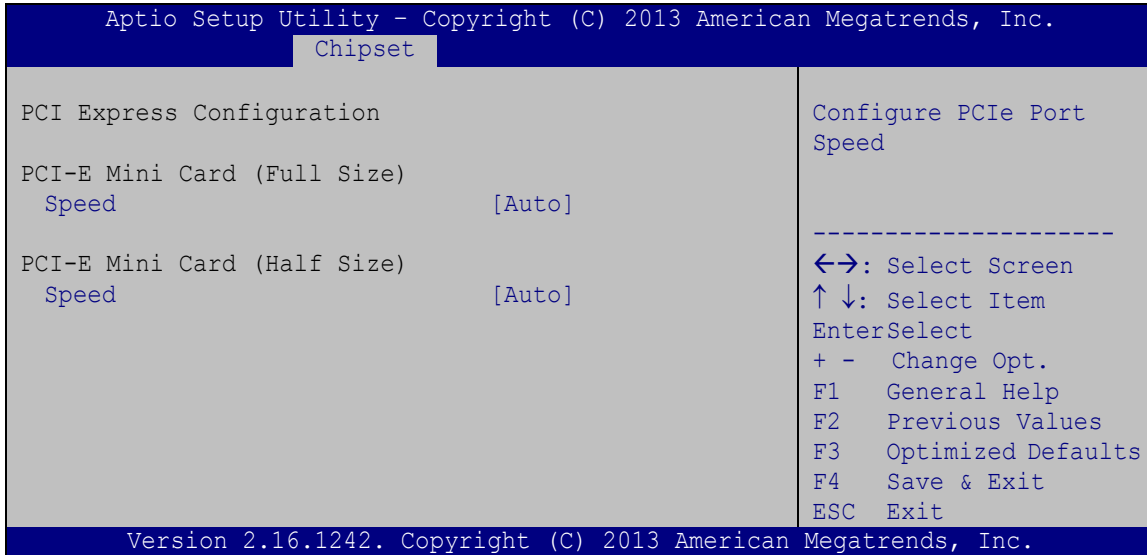 Aptio Setup Utility – Copyright (C) 2013 American Megatrends, Inc.
Chipset
PCI Express Configuration
PCI-E Mini Card (Full Size)
Speed [Auto]
PCI-E Mini Card (Half Size)
Speed [Auto]
Configure PCIe Port
Speed
---------------------
←→: Select Screen
↑ ↓: Select Item
EnterSelect
+ - Change Opt.
F1 General Help
F2 Previous Values
F3 Optimized Defaults
F4 Save & Exit
ESC Exit
Version 2.16.1242. Copyright (C) 2013 American Megatrends, Inc.